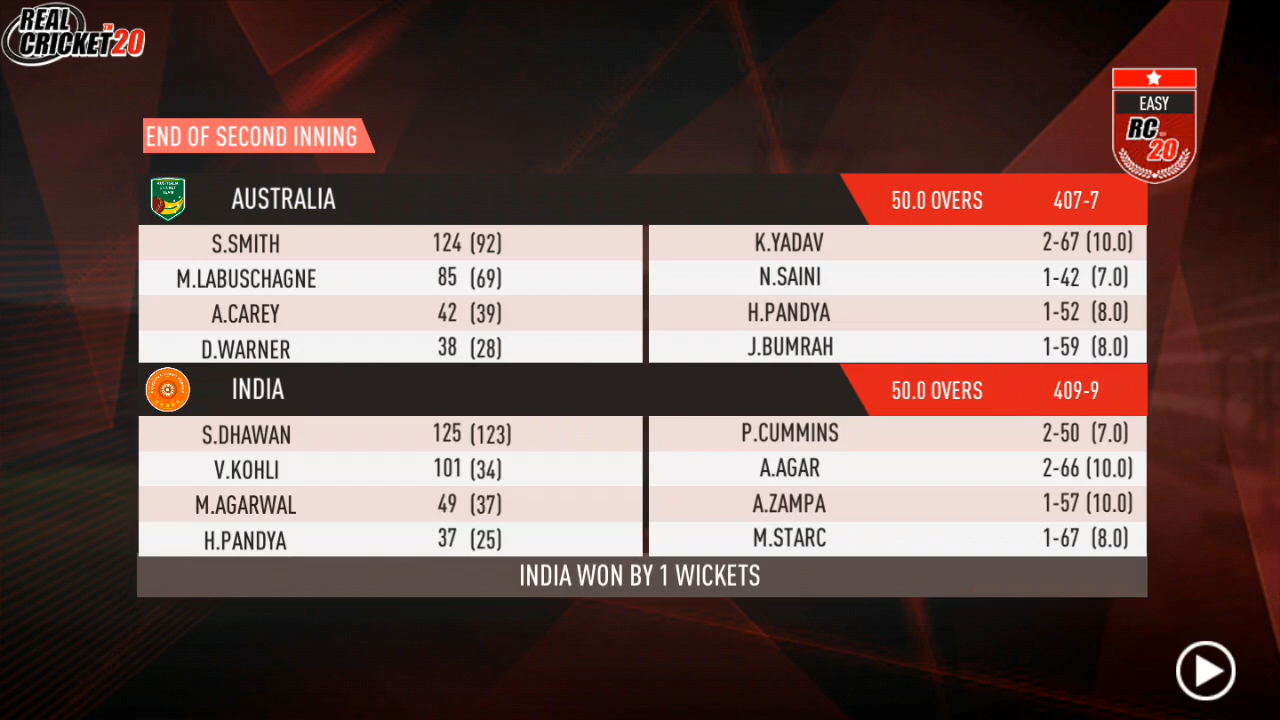 REAL
CRICKET™20
EASY
RC
20
END OF SECOND INNING
AUSTRALIA 50.0 OVERS 407-7
S.SMITH 124 (92) K.YADAV 2-67 (10.0)
M.LABUSCHAGNE 85 (69) N.SAINI 1-42 (7.0)
A.CAREY 42 (39) H.PANDYA 1-52 (8.0)
D.WARNER 38 (28) J.BUMRAH 1-59 (8.0)
INDIA 50.0 OVERS 409-9
S.DHAWAN 125 (123) P.CUMMINS 2-50 (7.0)
V.KOHLI 101 (34) A.AGAR 2-66 (10.0)
M.AGARWAL 49 (37) A.ZAMPA 1-57 (10.0)
H.PANDYA 37 (25) M.STARC 1-67 (8.0)
INDIA WON BY 1 WICKETS